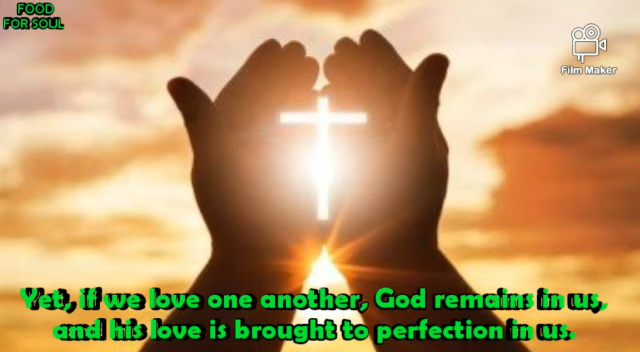 FOOD
FOR SOUL
Film Maker
Yet, if we love one another, God remains in us,
and his love is brought to perfection in us.